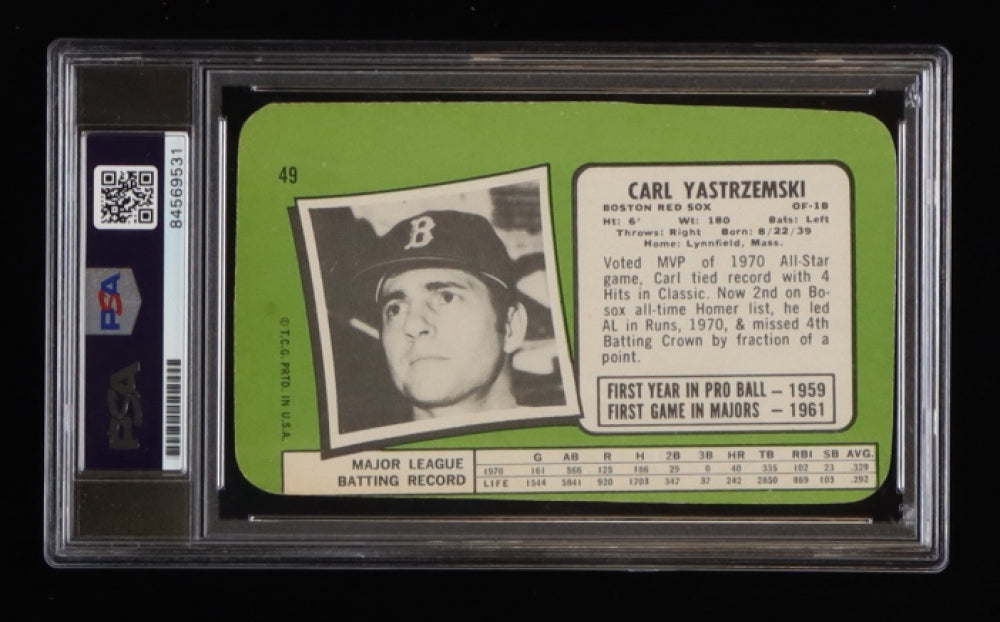 84569531
PSA
PSA
49
B
© T.C.G. PRTD. IN U.S.A.
CARL YASTRZEMSKI
BOSTON RED SOX OF-1B
Ht: 6' Wt: 180 Bats: Left
Throws: Right Born: 8/22/39
Home: Lynnfield, Mass.
Voted MVP of 1970 All-Star
game, Carl tied record with 4
Hits in Classic. Now 2nd on Bo-
sox all-time Homer list, he led
AL in Runs, 1970, & missed 4th
Batting Crown by fraction of a
point.
FIRST YEAR IN PRO BALL — 1959
FIRST GAME IN MAJORS — 1961
MAJOR LEAGUE
BATTING RECORD
G AB R H 2B 3B HR TB RBI SB AVG.
1970 161 566 125 186 29 0 40 335 102 23 .329
LIFE 1544 5841 920 1703 347 37 242 2850 869 103 .292